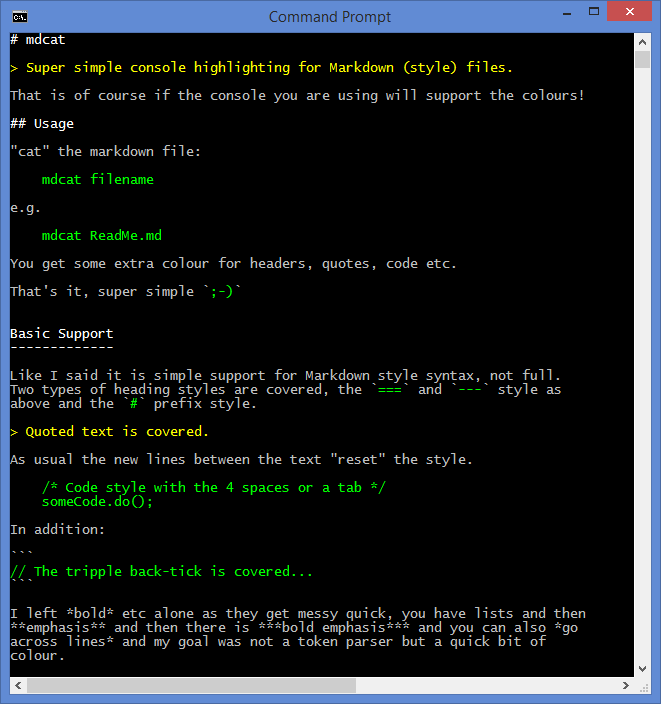 Command Prompt
# mdcat
> Super simple console highlighting for Markdown (style) files.
That is of course if the console you are using will support the colours!
## Usage
"cat" the markdown file:
mdcat filename
e.g.
mdcat ReadMe.md
You get some extra colour for headers, quotes, code etc.
That's it, super simple `;-)`
Basic Support
-------------
Like I said it is simple support for Markdown style syntax, not full.
Two types of heading styles are covered, the `===` and `---` style as
above and the `#` prefix style.
> Quoted text is covered.
As usual the new lines between the text "reset" the style.
/* Code style with the 4 spaces or a tab */
someCode.do();
In addition:
```
// The tripple back-tick is covered...
```
I left *bold* etc alone as they get messy quick, you have lists and then
**emphasis** and then there is ***bold emphasis*** and you can also *go
across lines* and my goal was not a token parser but a quick bit of
colour.